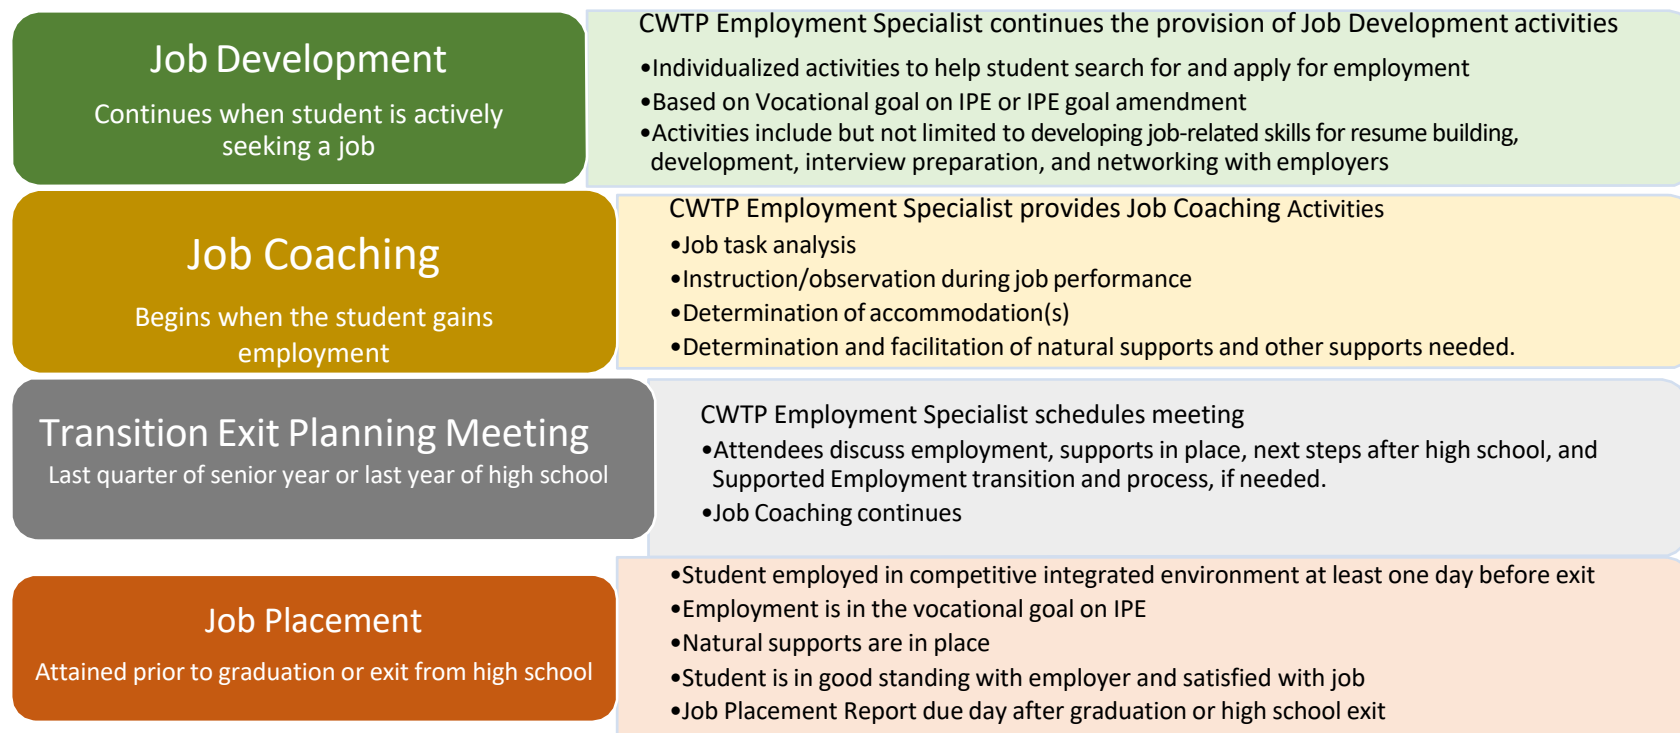 Job Development
Continues when student is actively
seeking a job
CWTP Employment Specialist continues the provision of Job Development activities
•Individualized activities to help student search for and apply for employment
•Based on Vocational goal on IPE or IPE goal amendment
•Activities include but not limited to developing job-related skills for resume building,
development, interview preparation, and networking with employers
Job Coaching
Begins when the student gains
employment
CWTP Employment Specialist provides Job Coaching Activities
•Job task analysis
•Instruction/observation during job performance
•Determination of accommodation(s)
•Determination and facilitation of natural supports and other supports needed.
Transition Exit Planning Meeting
Last quarter of senior year or last year of high school
CWTP Employment Specialist schedules meeting
•Attendees discuss employment, supports in place, next steps after high school, and
Supported Employment transition and process, if needed.
•Job Coaching continues
Job Placement
Attained prior to graduation or exit from high school
•Student employed in competitive integrated environment at least one day before exit
•Employment is in the vocational goal on IPE
•Natural supports are in place
•Student is in good standing with employer and satisfied with job
•Job Placement Report due day after graduation or high school exit